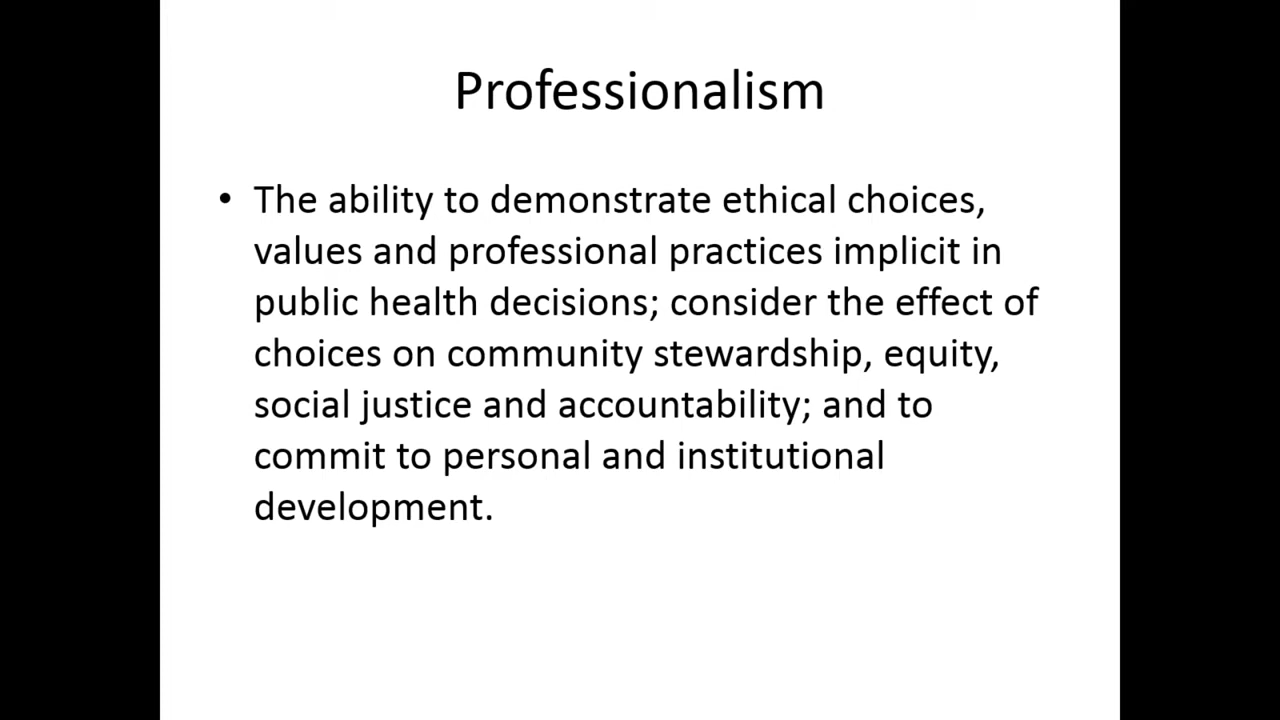 Professionalism
• The ability to demonstrate ethical choices,
values and professional practices implicit in
public health decisions; consider the effect of
choices on community stewardship, equity,
social justice and accountability; and to
commit to personal and institutional
development.